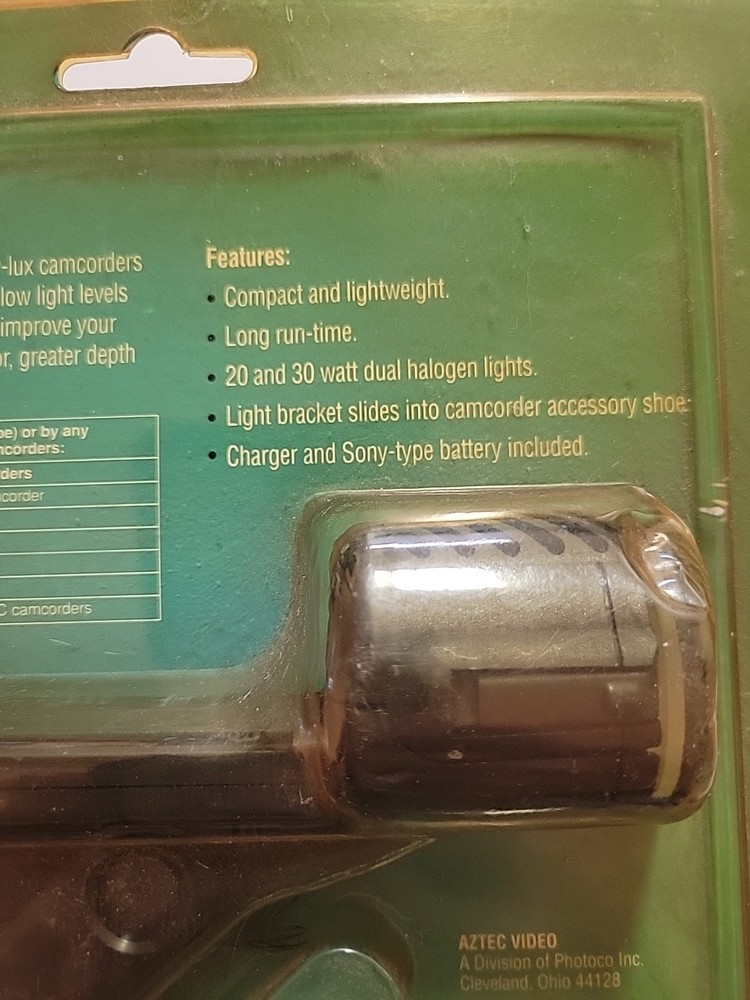 -lux camcorders
low light levels
improve your
or, greater depth
pe) or by any
ncorders:
ders
corder
C camcorders
Features:
• Compact and lightweight.
• Long run-time.
• 20 and 30 watt dual halogen lights.
• Light bracket slides into camcorder accessory shoe.
• Charger and Sony-type battery included.
AZTEC VIDEO
A Division of Photoco Inc.
Cleveland, Ohio 44128